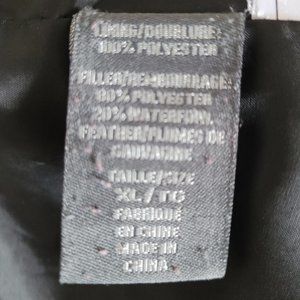 LINING/DOUBLURE:
100% POLYESTER
FILLER/REMBOURRAGE:
80% POLYESTER
20% WATERFOWL
FEATHER/PLUMES DE
SAUVAGINE
TAILLE/SIZE
XL/TG
FABRIQUÉ
EN CHINE
MADE IN
CHINA